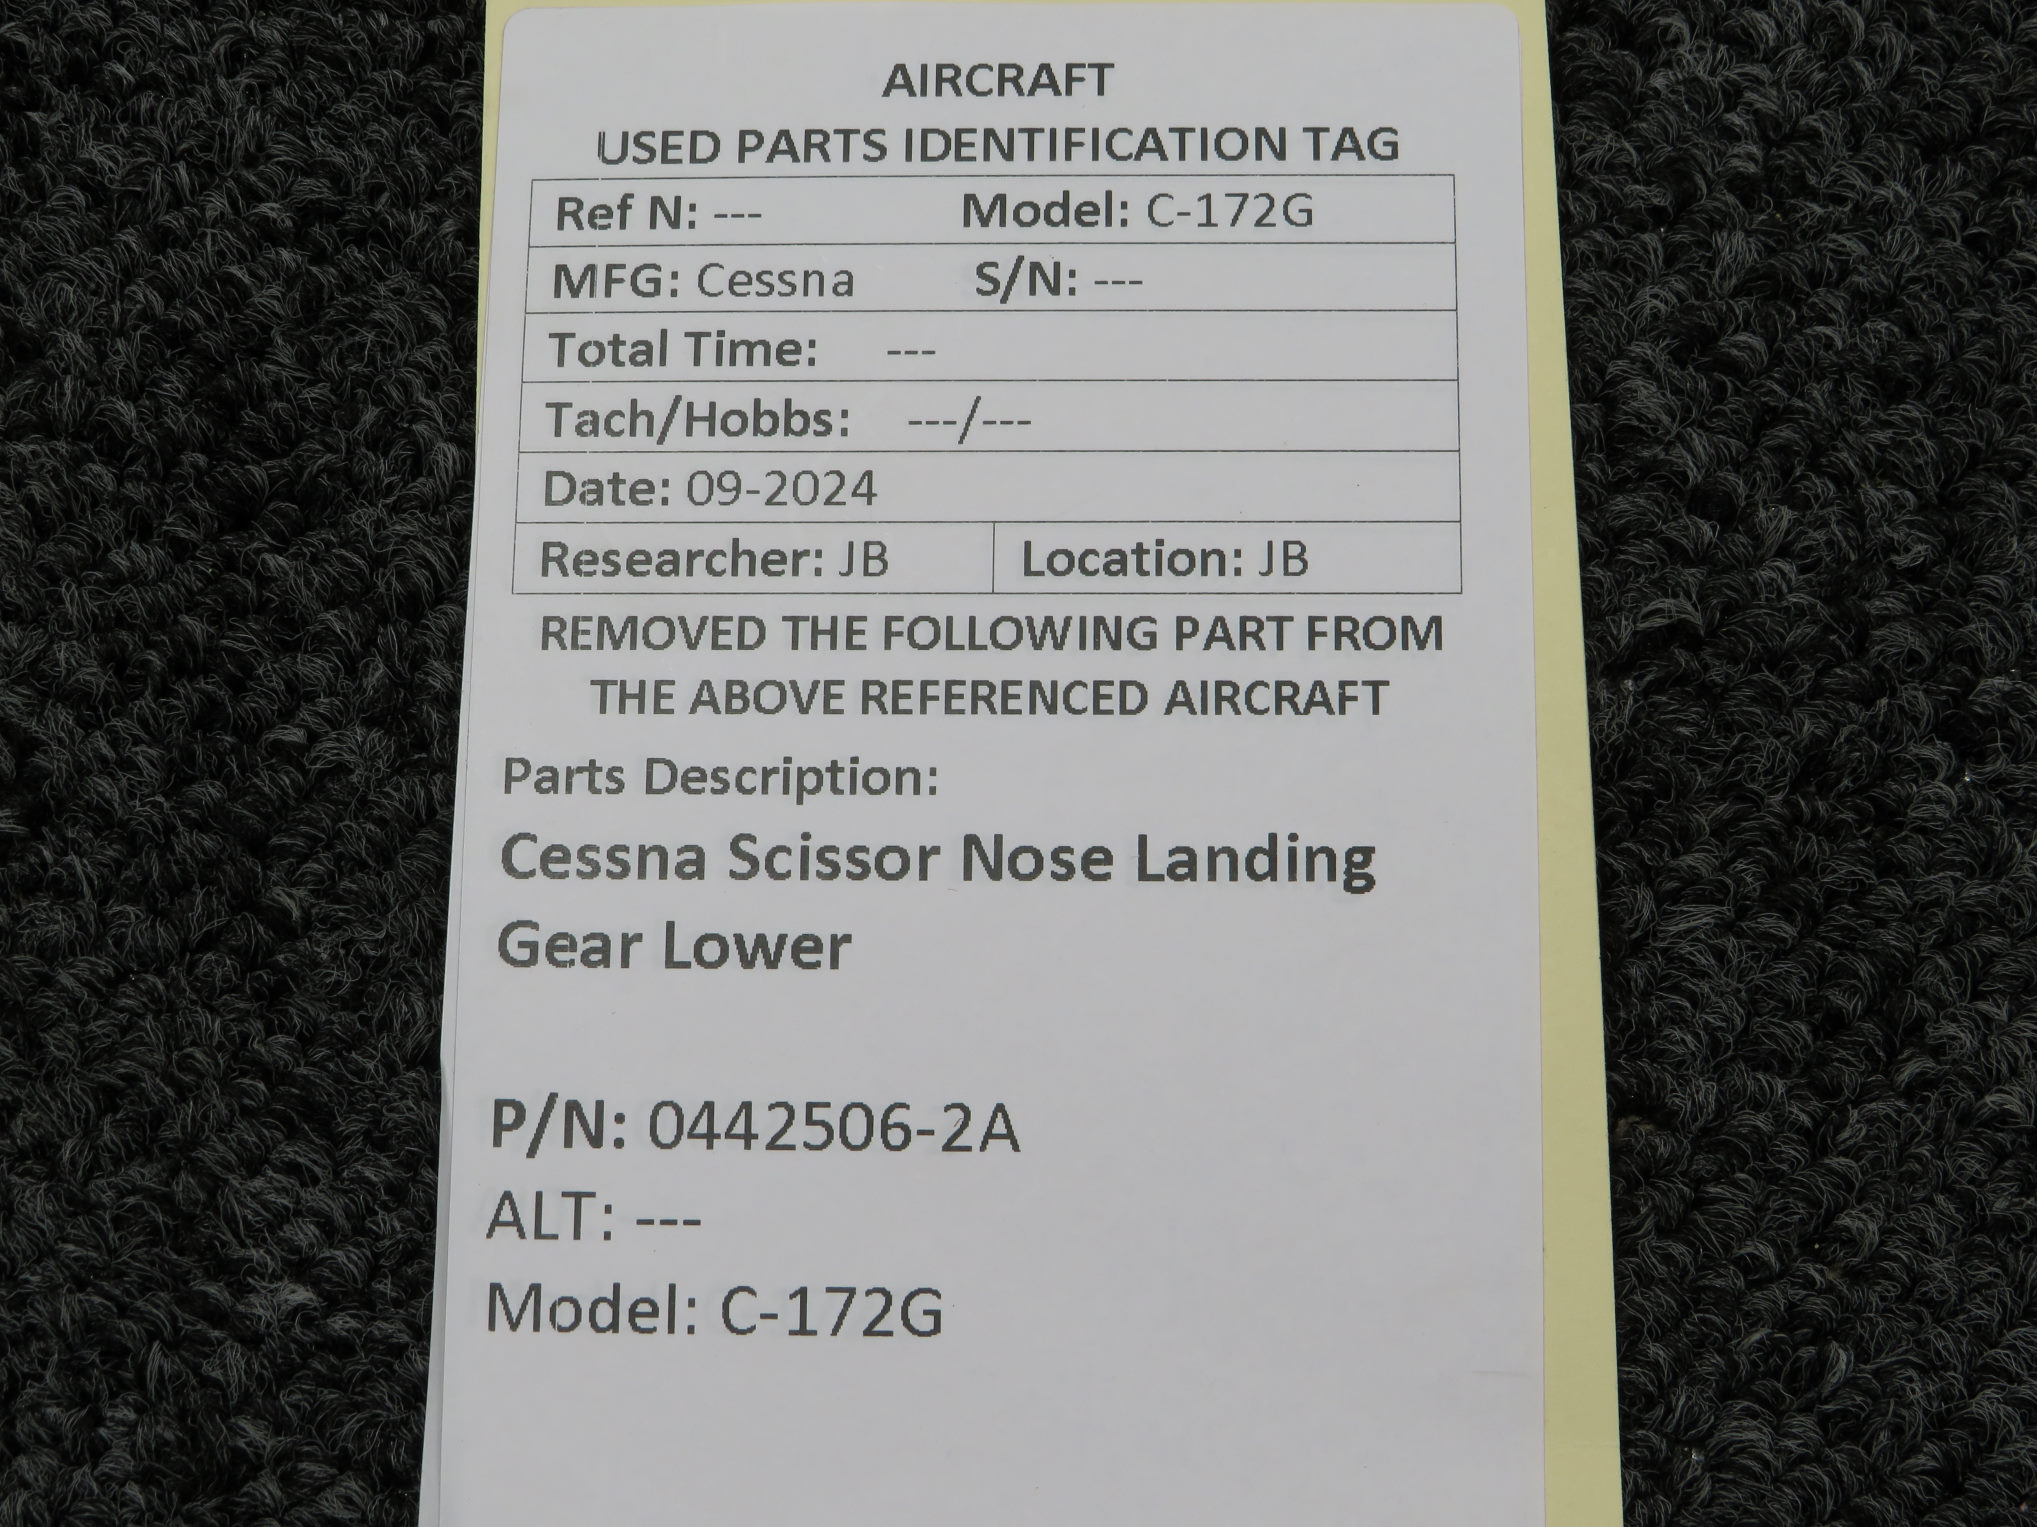 AIRCRAFT
USED PARTS IDENTIFICATION TAG
Ref N: --- Model: C-172G
MFG: Cessna S/N: ---
Total Time: ---
Tach/Hobbs: ---/---
Date: 09-2024
Researcher: JB Location: JB
REMOVED THE FOLLOWING PART FROM
THE ABOVE REFERENCED AIRCRAFT
Parts Description:
Cessna Scissor Nose Landing
Gear Lower
P/N: 0442506-2A
ALT: ---
Model: C-172G